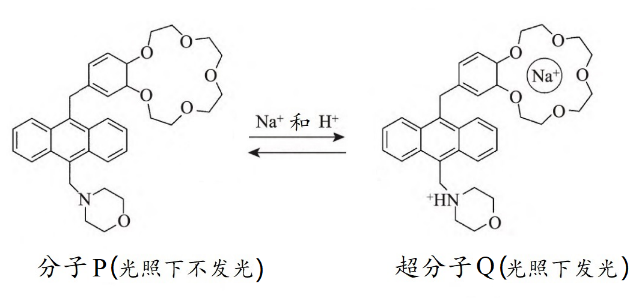 O O O O O
O O O O O
Na⁺
Na⁺ 和 H⁺
N O
⁺HN O
分子P(光照下不发光)
超分子Q(光照下发光)